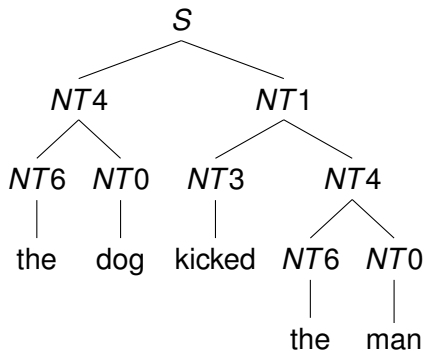 S
NT4 NT1
NT6 NT0 NT3 NT4
the dog kicked NT6 NT0
the man